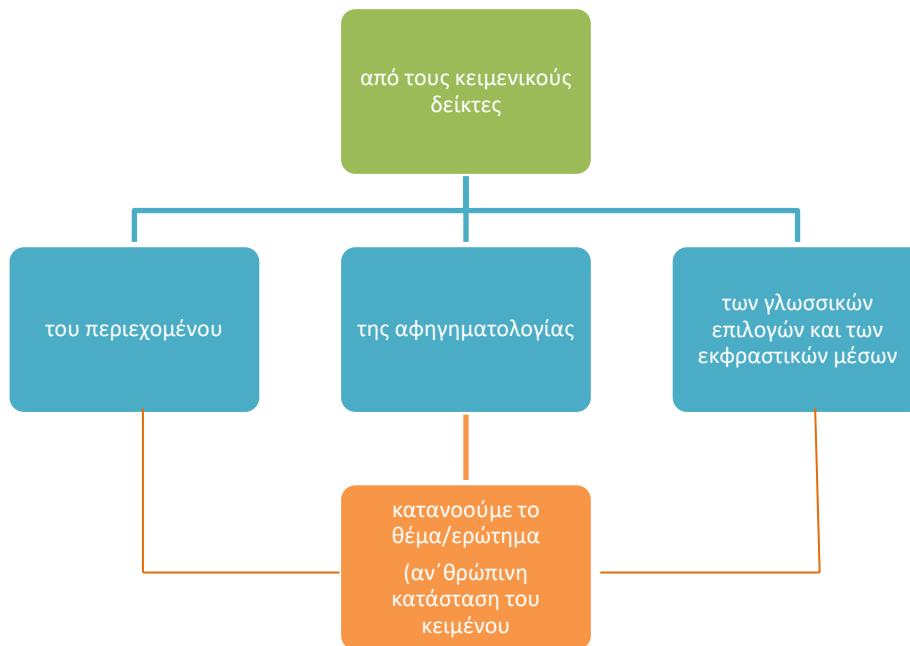 από τους κειμενικούς
δείκτες
του περιεχομένου
της αφηγηματολογίας
των γλωσσικών
επιλογών και των
εκφραστικών μέσων
κατανοούμε το
θέμα/ερώτημα
(αν΄θρώπινη
κατάσταση του
κειμένου